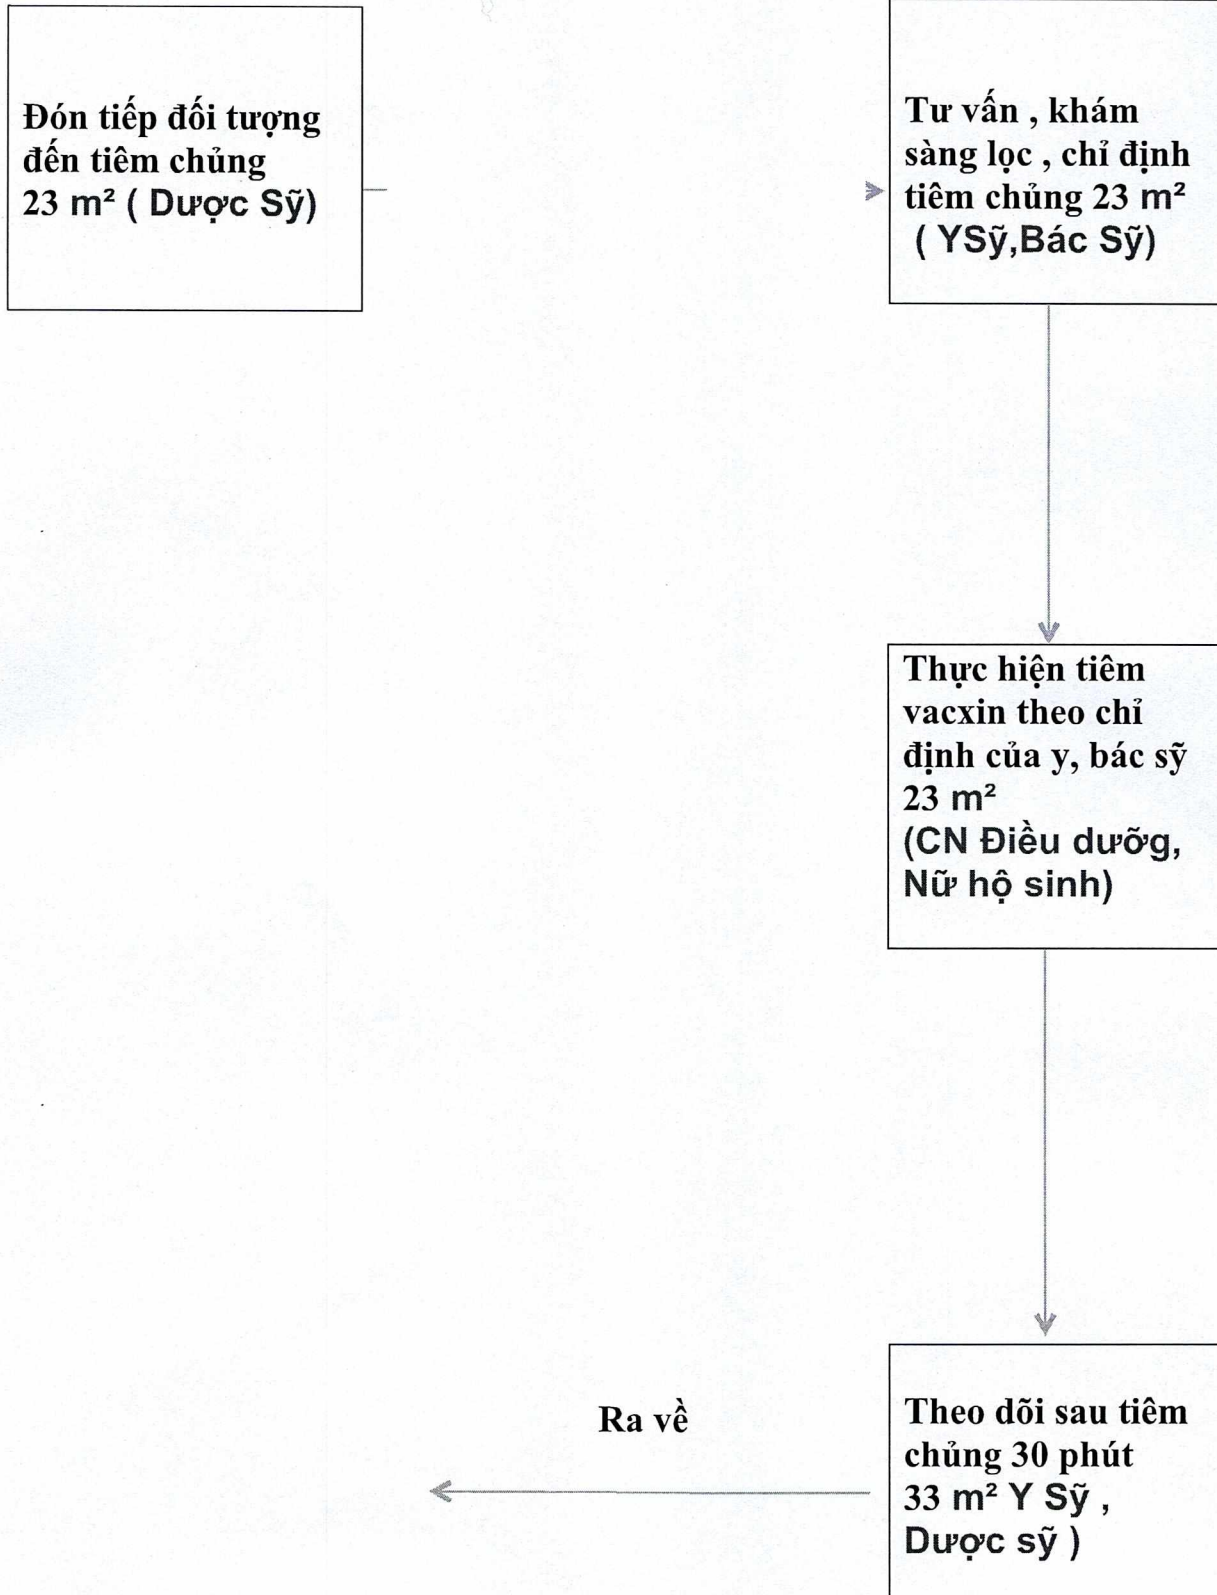 Đón tiếp đối tượng
đến tiêm chủng
23 m² ( Dược Sỹ)
Tư vấn , khám
sàng lọc , chỉ định
tiêm chủng 23 m²
( YSỹ,Bác Sỹ)
Thực hiện tiêm
vacxin theo chỉ
định của y, bác sỹ
23 m²
(CN Điều dưỡg,
Nữ hộ sinh)
Theo dõi sau tiêm
chủng 30 phút
33 m² Y Sỹ ,
Dược sỹ )
Ra về